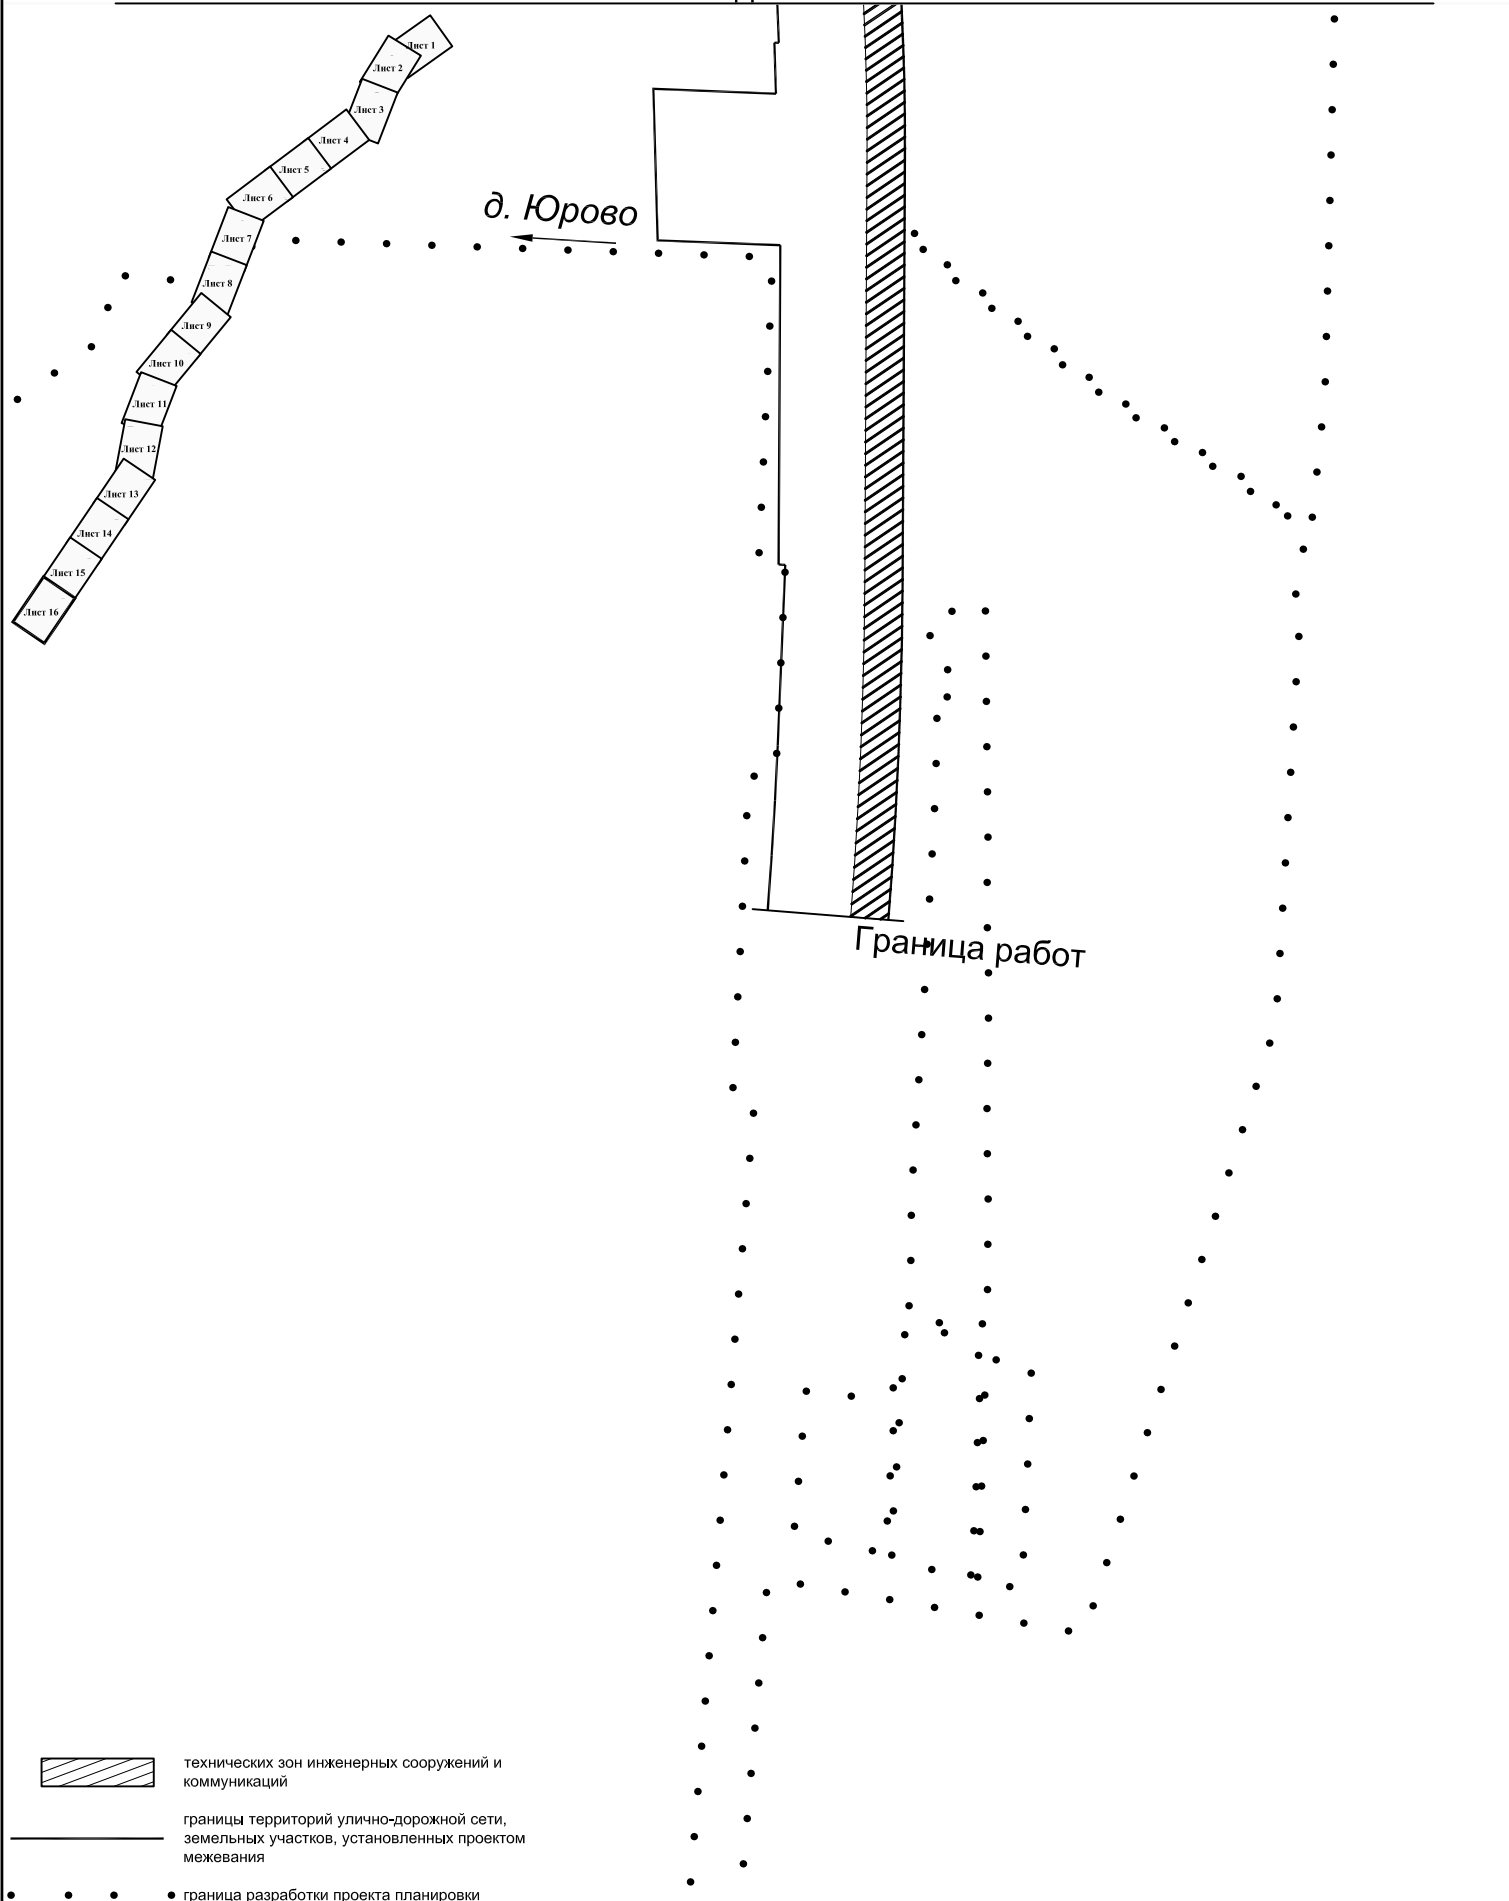 Лист 1
Лист 2
Лист 3
Лист 4
Лист 5
Лист 6
Лист 7
Лист 8
Лист 9
Лист 10
Лист 11
Лист 12
Лист 13
Лист 14
Лист 15
Лист 16
д. Юрово
Граница работ
технических зон инженерных сооружений и
коммуникаций
границы территорий улично-дорожной сети,
земельных участков, установленных проектом
межевания
граница разработки проекта планировки